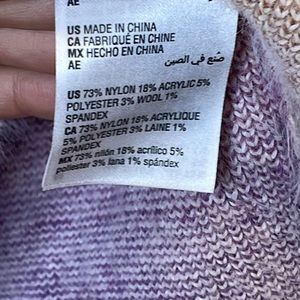 AE
US MADE IN CHINA
CA FABRIQUÉ EN CHINE
MX HECHO EN CHINA
AE صنع في الصين
US 73% NYLON 18% ACRYLIC 5%
POLYESTER 3% WOOL 1%
SPANDEX
CA 73% NYLON 18% ACRYLIQUE
5% POLYESTER 3% LAINE 1%
SPANDEX
MX 73% nilón 18% acrílico 5%
poliester 3% lana 1% spándex